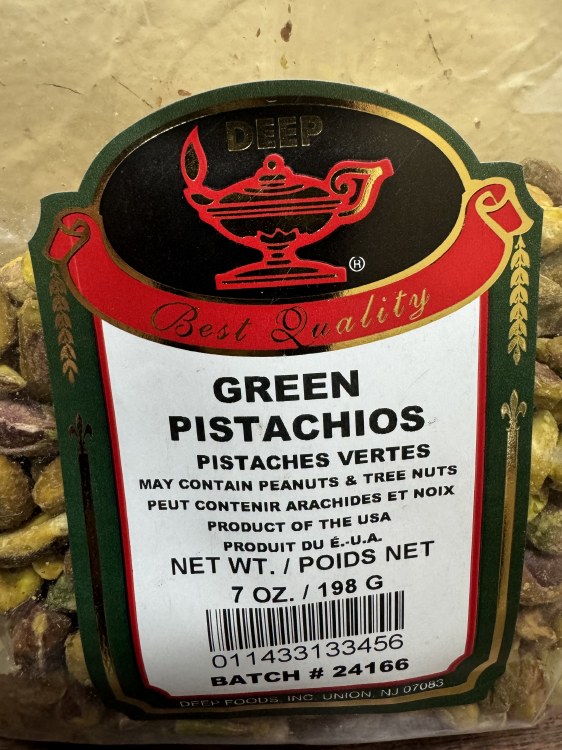 DEEP
®
Best Quality
GREEN
PISTACHIOS
PISTACHES VERTES
MAY CONTAIN PEANUTS & TREE NUTS
PEUT CONTENIR ARACHIDES ET NOIX
PRODUCT OF THE USA
PRODUIT DU É.-U.A.
NET WT. / POIDS NET
7 OZ. / 198 G
011433133456
BATCH # 24166
DEEP FOODS, INC. UNION, NJ 07083